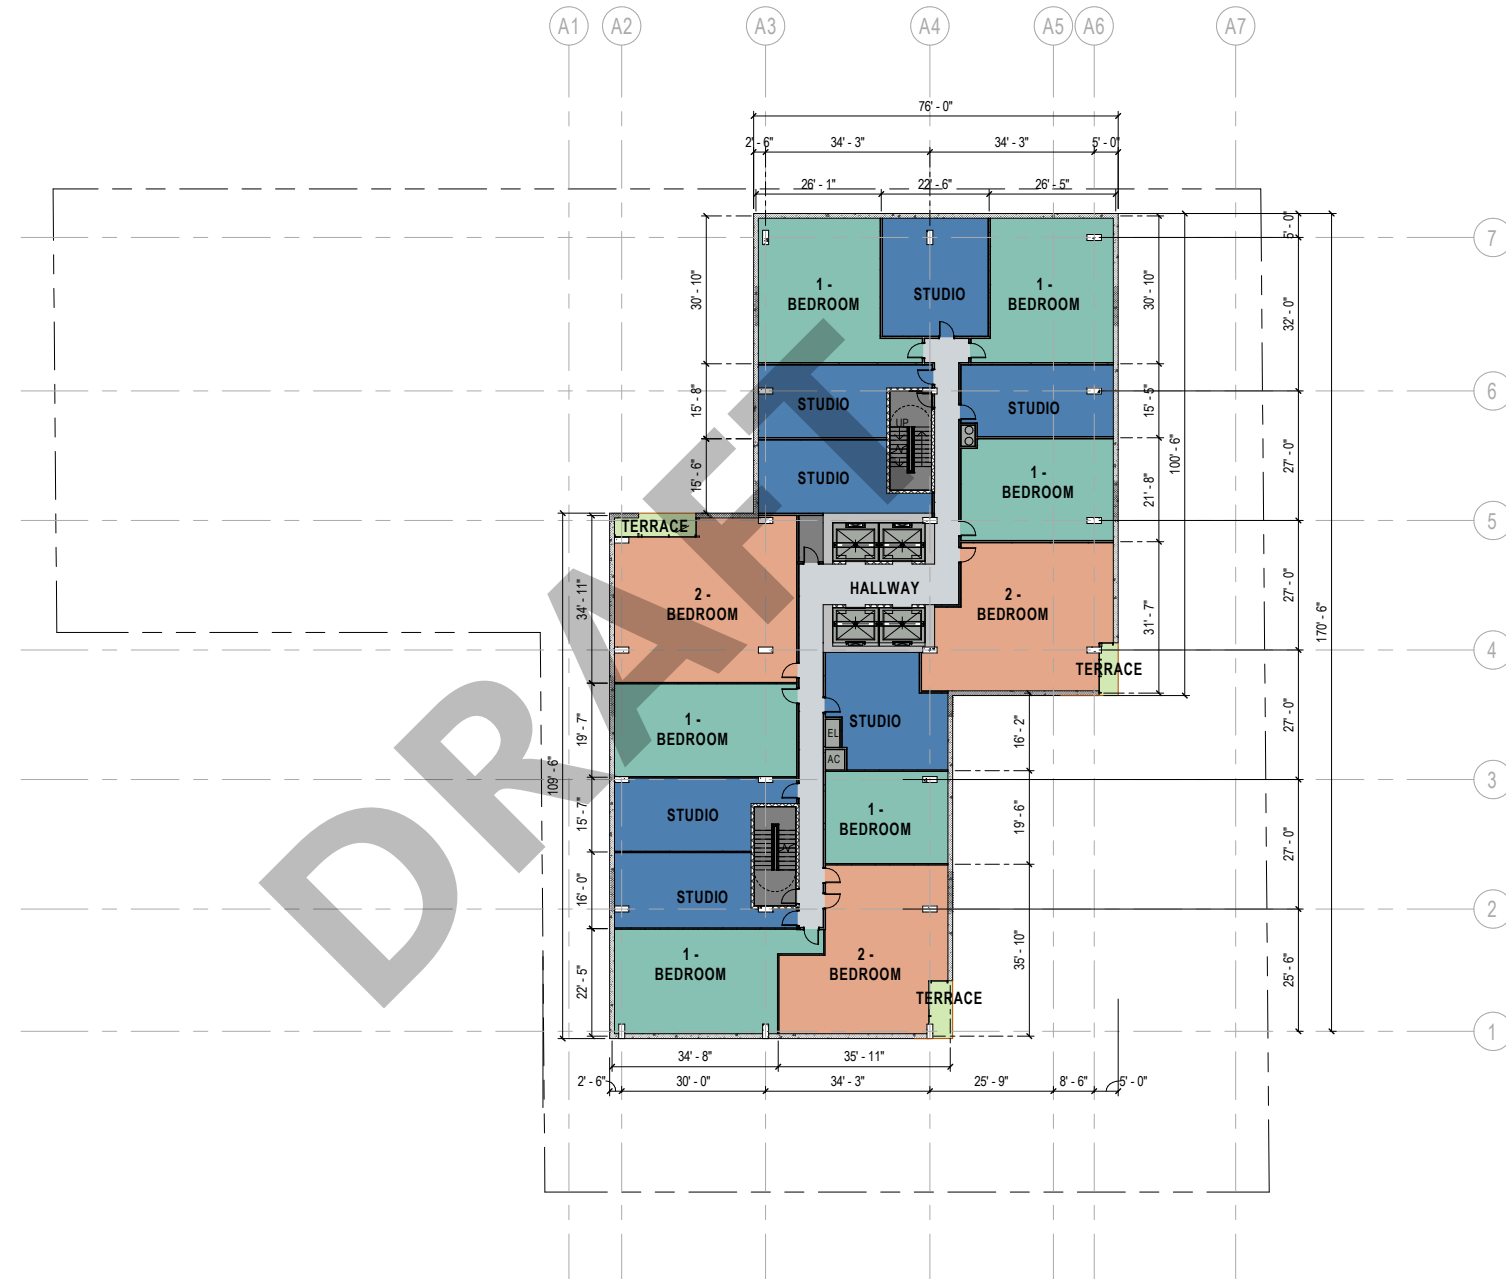 A1 A2 A3 A4 A5 A6 A7
76' - 0"
2' - 6" 34' - 3" 34' - 3" 5' - 0"
26' - 1" 22' - 6" 26' - 5"
5' - 0"
7
30' - 10"
1 -
BEDROOM
STUDIO
1 -
BEDROOM
30' - 10"
32' - 0"
6
15' - 8"
STUDIO
UP
STUDIO
15' - 5"
100' - 6"
27' - 0"
15' - 6"
STUDIO
1 -
BEDROOM
21' - 8"
5
TERRACE
34' - 11"
2 -
BEDROOM
HALLWAY
2 -
BEDROOM
31' - 7"
27' - 0"
170' - 6"
4
TERRACE
19' - 7"
1 -
BEDROOM
STUDIO
EL
AC
16' - 2"
27' - 0"
109' - 6"
3
15' - 7"
STUDIO
1 -
BEDROOM
19' - 6"
27' - 0"
16' - 0"
STUDIO
2
22' - 5"
1 -
BEDROOM
2 -
BEDROOM
35' - 10"
25' - 6"
TERRACE
1
34' - 8" 35' - 11"
2' - 6" 30' - 0" 34' - 3" 25' - 9" 8' - 6" 5' - 0"
DRAFT